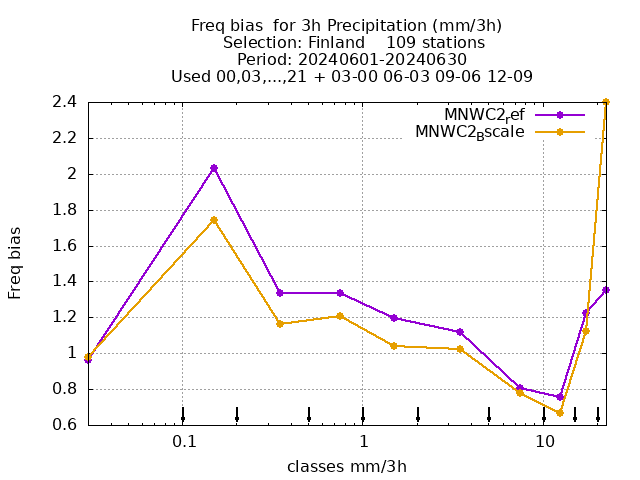 Freq bias  for 3h Precipitation (mm/3h)
Selection: Finland    109 stations
Period: 20240601-20240630
Used 00,03,...,21 + 03-00 06-03 09-06 12-09
MNWC2ref
MNWC2Bscale
2.4
2.2
2
1.8
1.6
1.4
1.2
1
0.8
0.6
Freq bias
0.1 1 10
classes mm/3h